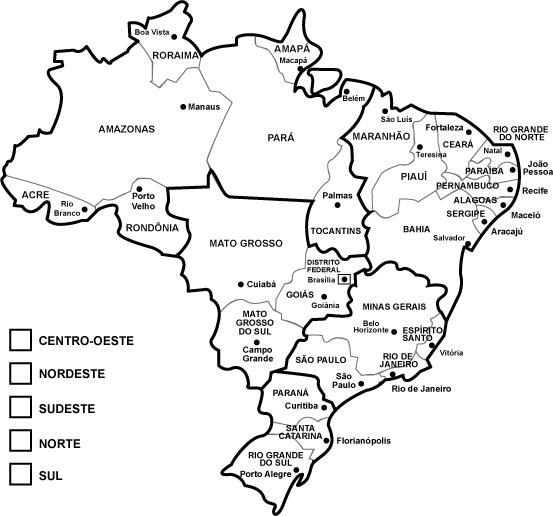 Boa Vista
RORAIMA
AMAPÁ
Macapá
Belém
Manaus
São Luís
AMAZONAS
PARÁ
MARANHÃO
Fortaleza
CEARÁ
RIO GRANDE
DO NORTE
Teresina
Natal
PIAUÍ
PARAÍBA
João
Pessoa
ACRE
Rio
Branco
Porto
Velho
PERNAMBUCO
Recife
ALAGOAS
Maceió
Palmas
SERGIPE
Aracajú
RONDÔNIA
TOCANTINS
BAHIA
Salvador
MATO GROSSO
DISTRITO
FEDERAL
Brasília
Cuiabá
GOIÁS
Goiânia
MINAS GERAIS
MATO
GROSSO
DO SUL
Campo
Grande
Belo
Horizonte
ESPÍRITO
SANTO
Vitória
SÃO PAULO
RIO DE
JANEIRO
São
Paulo
Rio de Janeiro
PARANÁ
Curitiba
SANTA
CATARINA
Florianópolis
RIO GRANDE
DO SUL
Porto Alegre
CENTRO-OESTE
NORDESTE
SUDESTE
NORTE
SUL